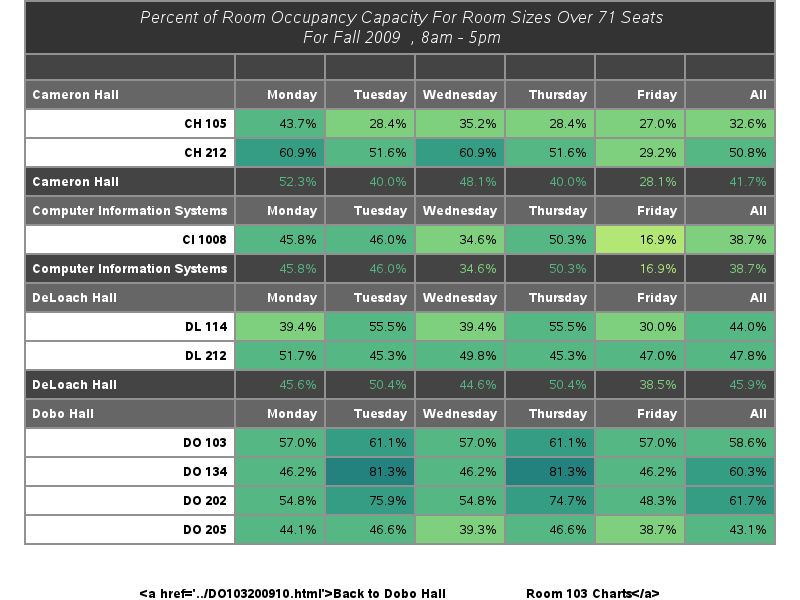 Percent of Room Occupancy Capacity For Room Sizes Over 71 Seats
For Fall 2009 , 8am - 5pm
Cameron Hall Monday Tuesday Wednesday Thursday Friday All
CH 105 43.7% 28.4% 35.2% 28.4% 27.0% 32.6%
CH 212 60.9% 51.6% 60.9% 51.6% 29.2% 50.8%
Cameron Hall 52.3% 40.0% 48.1% 40.0% 28.1% 41.7%
Computer Information Systems Monday Tuesday Wednesday Thursday Friday All
CI 1008 45.8% 46.0% 34.6% 50.3% 16.9% 38.7%
Computer Information Systems 45.8% 46.0% 34.6% 50.3% 16.9% 38.7%
DeLoach Hall Monday Tuesday Wednesday Thursday Friday All
DL 114 39.4% 55.5% 39.4% 55.5% 30.0% 44.0%
DL 212 51.7% 45.3% 49.8% 45.3% 47.0% 47.8%
DeLoach Hall 45.6% 50.4% 44.6% 50.4% 38.5% 45.9%
Dobo Hall Monday Tuesday Wednesday Thursday Friday All
DO 103 57.0% 61.1% 57.0% 61.1% 57.0% 58.6%
DO 134 46.2% 81.3% 46.2% 81.3% 46.2% 60.3%
DO 202 54.8% 75.9% 54.8% 74.7% 48.3% 61.7%
DO 205 44.1% 46.6% 39.3% 46.6% 38.7% 43.1%
<a href='../DO103200910.html'>Back to Dobo Hall Room 103 Charts</a>